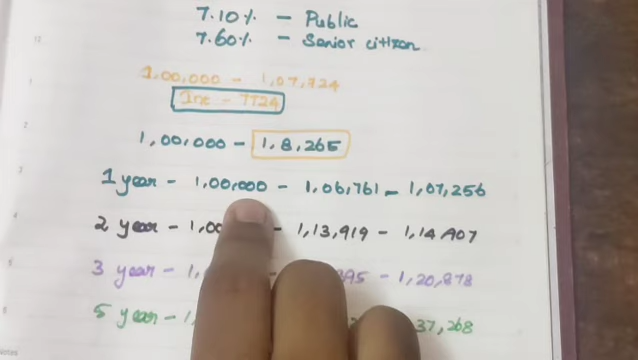 7.10% - Public
7.60% - Senior citizen
1,00,000 - 1,07,724
Int - 7724
1,00,000 - 1,8,265
1 year - 1,00,000 - 1,06,761 - 1,07,256
2 year - 1,00 - 1,13,919 - 1,14,907
3 year - 1, 895 - 1,20,878
5 year - 1, 37,268
Notes